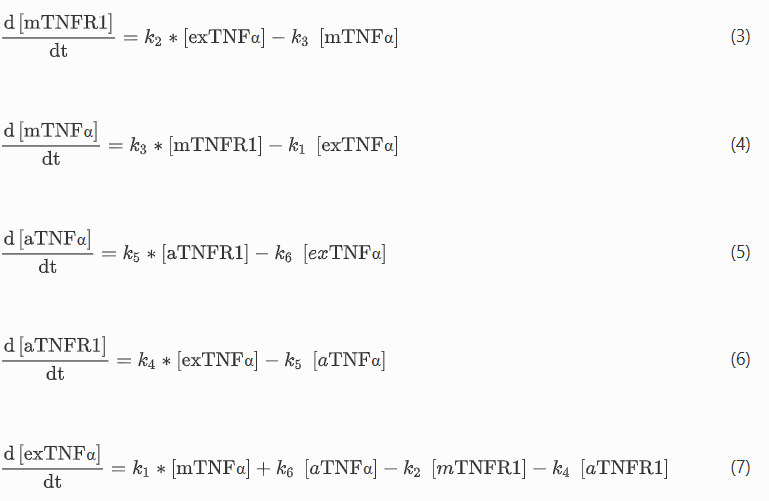 d [mTNFR1] / dt = k₂ * [exTNFα] − k₃ [mTNFα] (3)
d [mTNFα] / dt = k₃ * [mTNFR1] − k₁ [exTNFα] (4)
d [aTNFα] / dt = k₅ * [aTNFR1] − k₆ [exTNFα] (5)
d [aTNFR1] / dt = k₄ * [exTNFα] − k₅ [aTNFα] (6)
d [exTNFα] / dt = k₁ * [mTNFα] + k₆ [aTNFα] − k₂ [mTNFR1] − k₄ [aTNFR1] (7)